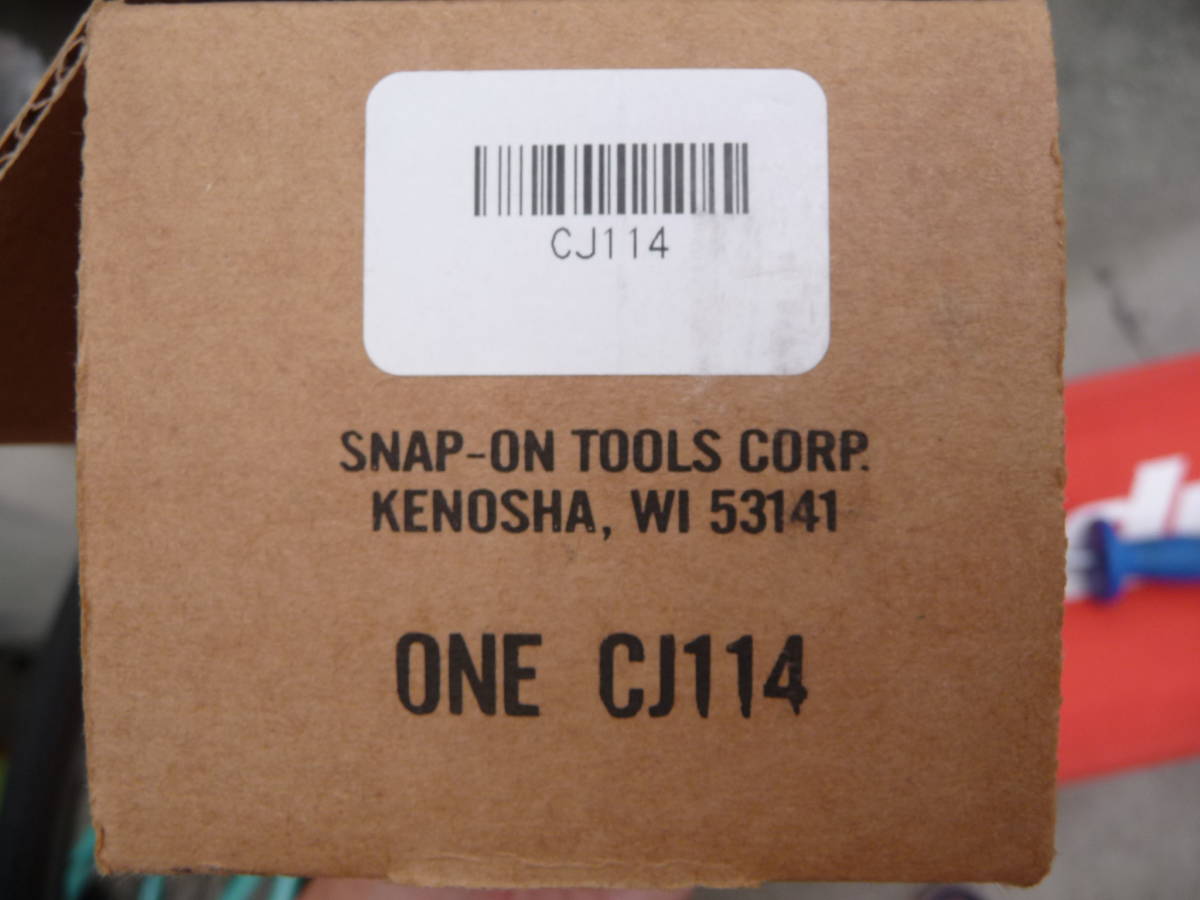 CJ114
SNAP-ON TOOLS CORP.
KENOSHA, WI 53141
ONE CJ114